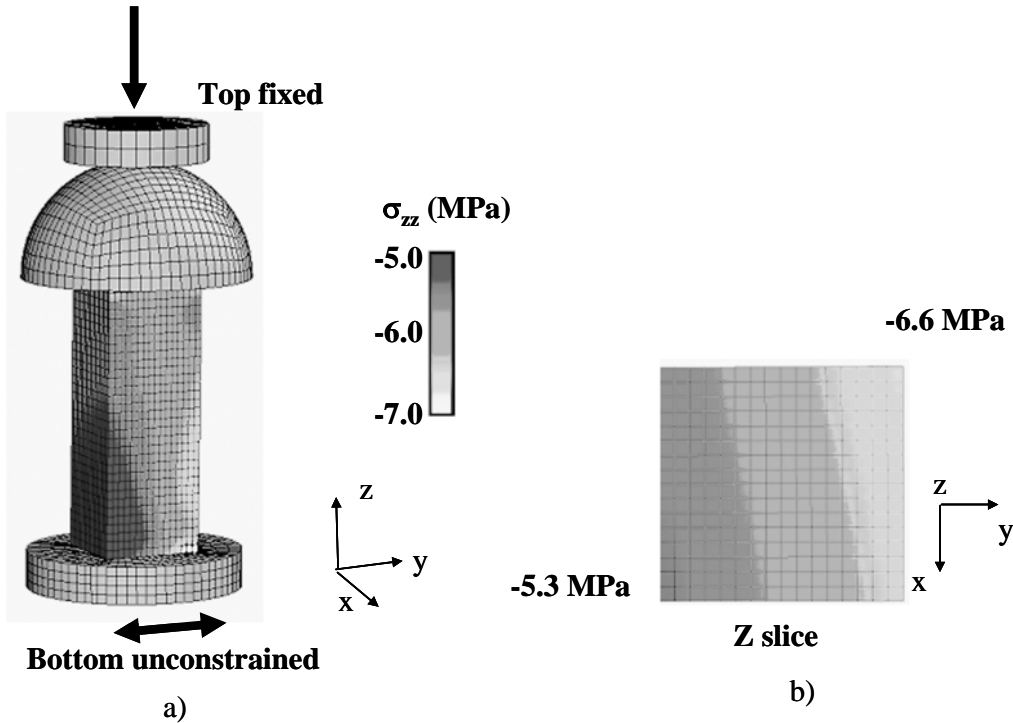 Top fixed
σzz (MPa)
-5.0
-6.0
-7.0
z
y
x
Bottom unconstrained
a)
-6.6 MPa
z
y
x
-5.3 MPa
Z slice
b)